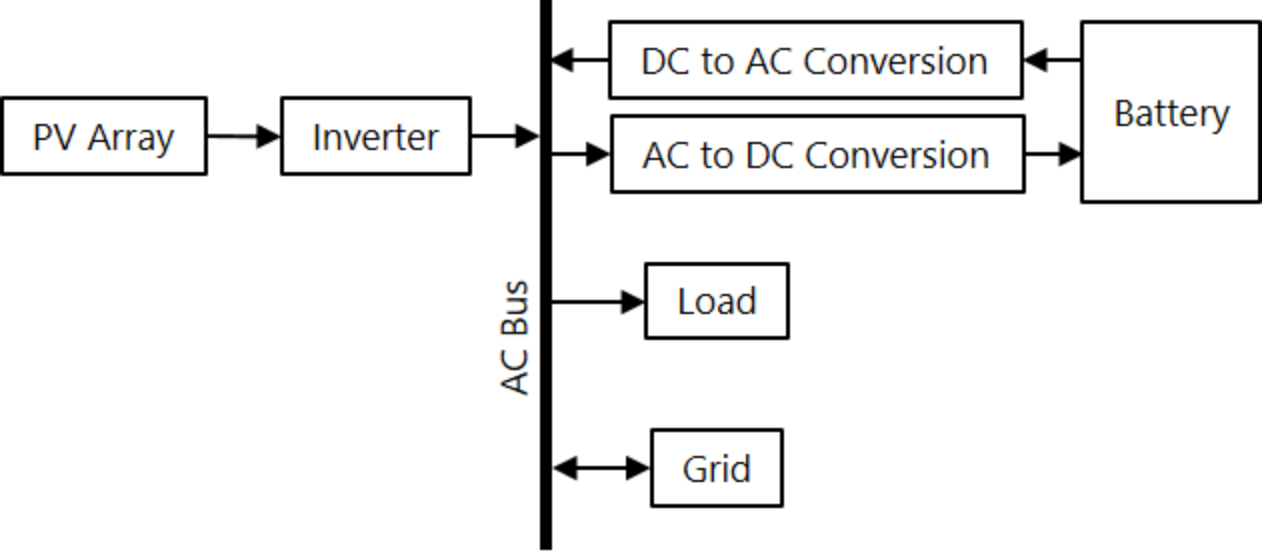 PV Array
Inverter
AC Bus
DC to AC Conversion
AC to DC Conversion
Battery
Load
Grid